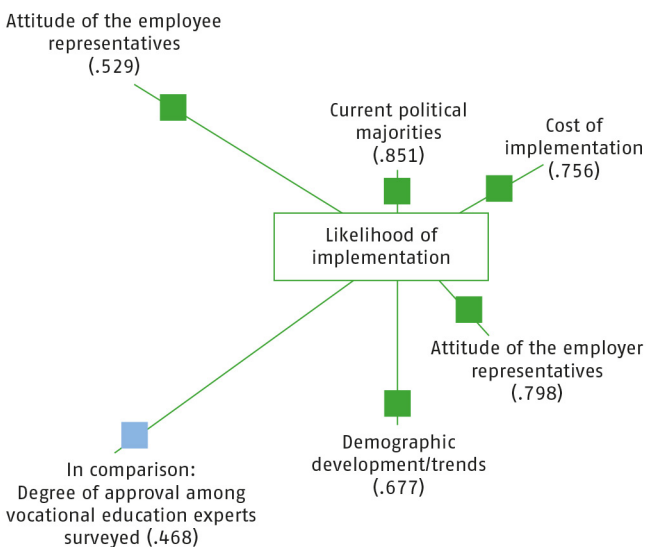 Attitude of the employee
representatives
(.529)
Current political
majorities
(.851)
Cost of
implementation
(.756)
Likelihood of
implementation
Attitude of the employer
representatives
(.798)
Demographic
development/trends
(.677)
In comparison:
Degree of approval among
vocational education experts
surveyed (.468)